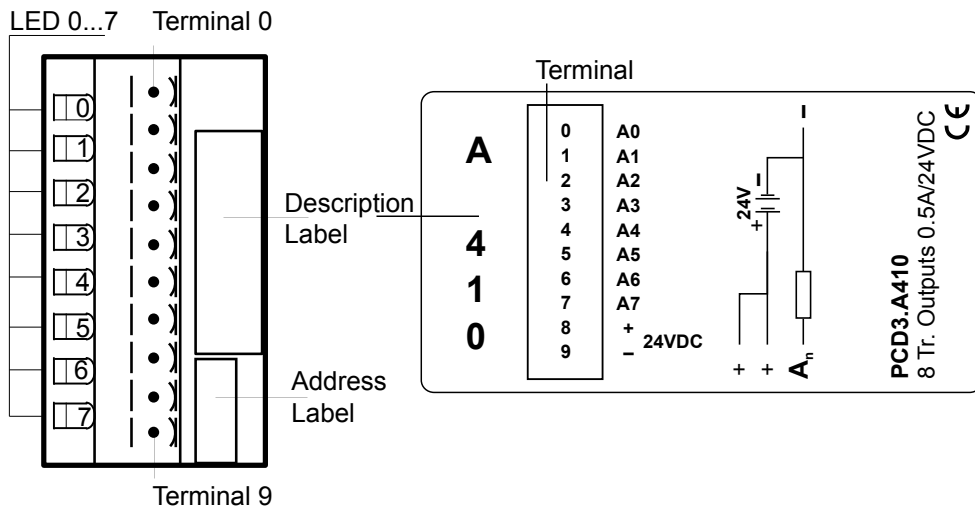 LED 0...7 Terminal 0
0
1
2
3
4
5
6
7
Terminal 9
Description
Label
Address
Label
Terminal
A
4
1
0
0 A0
1 A1
2 A2
3 A3
4 A4
5 A5
6 A6
7 A7
8 +
9 –
24VDC
–
24V
–
+
+ + An
PCD3.A410
8 Tr. Outputs 0.5A/24VDC
CE